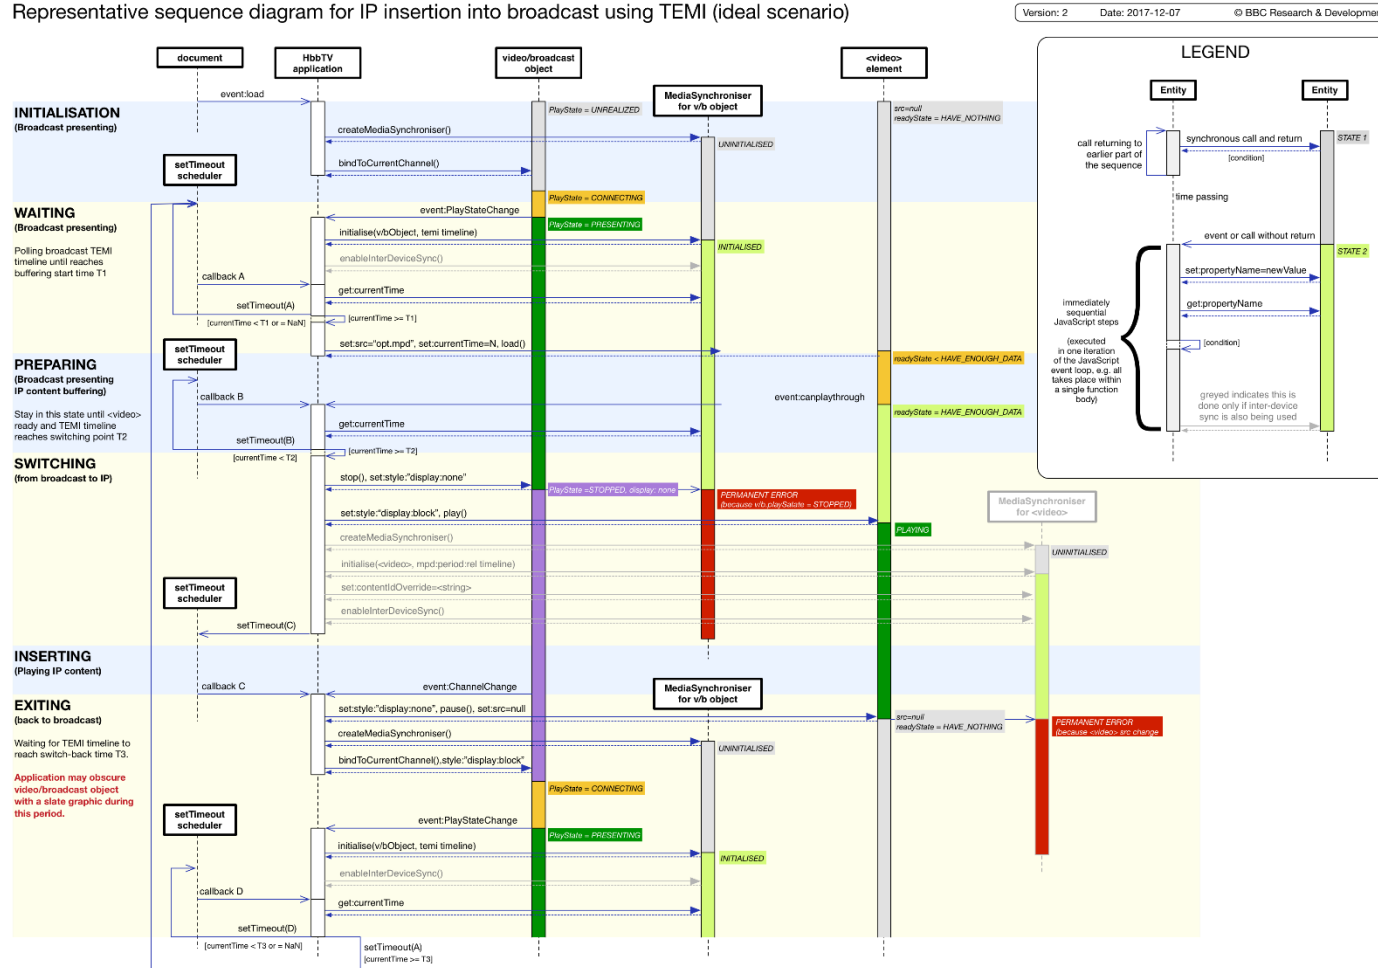 Representative sequence diagram for IP insertion into broadcast using TEMI (ideal scenario)
Version: 2 Date: 2017-12-07 © BBC Research & Developmen
LEGEND
Entity
Entity
STATE 1
call returning to
earlier part of
the sequence
synchronous call and return
[condition]
time passing
event or call without return
STATE 2
set:propertyName=newValue
get:propertyName
immediately
sequential
JavaScript steps
(executed
in one iteration
of the JavaScript
event loop, e.g. all
takes place within
a single function
body)
[condition]
greyed indicates this is
done only if inter-device
sync is also being used
document
HbbTV
application
video/broadcast
object
MediaSynchroniser
for v/b object
<video>
element
INITIALISATION
(Broadcast presenting)
event:load
PlayState = UNREALIZED
src=null
readyState = HAVE_NOTHING
createMediaSynchroniser()
UNINITIALISED
bindToCurrentChannel()
setTimeout
scheduler
PlayState = CONNECTING
WAITING
(Broadcast presenting)
Polling broadcast TEMI
timeline until reaches
buffering start time T1
event:PlayStateChange
PlayState = PRESENTING
initialise(v/bObject, temi timeline)
INITIALISED
enableInterDeviceSync()
callback A
get:currentTime
setTimeout(A)
[currentTime < T1 or = NaN]
[currentTime >= T1]
set:src="opt.mpd", set:currentTime=N, load()
setTimeout
scheduler
readyState < HAVE_ENOUGH_DATA
PREPARING
(Broadcast presenting
IP content buffering)
Stay in this state until <video>
ready and TEMI timeline
reaches switching point T2
callback B
event:canplaythrough
readyState = HAVE_ENOUGH_DATA
get:currentTime
setTimeout(B)
[currentTime < T2]
[currentTime >= T2]
SWITCHING
(from broadcast to IP)
stop(), set:style:"display:none"
PlayState =STOPPED, display: none
PERMANENT ERROR
(because v/b.playSatate = STOPPED)
MediaSynchroniser
for <video>
set:style:"display:block", play()
PLAYING
createMediaSynchroniser()
UNINITIALISED
initialise(<video>, mpd:period:rel timeline)
set:contentIdOverride=<string>
setTimeout
scheduler
enableInterDeviceSync()
setTimeout(C)
INSERTING
(Playing IP content)
callback C
event:ChannelChange
MediaSynchroniser
for v/b object
EXITING
(back to broadcast)
Waiting for TEMI timeline to
reach switch-back time T3.
Application may obscure
video/broadcast object
with a slate graphic during
this period.
set:style:"display:none", pause(), set:src=null
src=null
readyState = HAVE_NOTHING
PERMANENT ERROR
(because <video> src change
createMediaSynchroniser()
UNINITIALISED
bindToCurrentChannel().style:"display:block"
PlayState = CONNECTING
setTimeout
scheduler
event:PlayStateChange
PlayState = PRESENTING
initialise(v/bObject, temi timeline)
INITIALISED
enableInterDeviceSync()
callback D
get:currentTime
setTimeout(D)
[currentTime < T3 or = NaN]
setTimeout(A)
[currentTime >= T3]